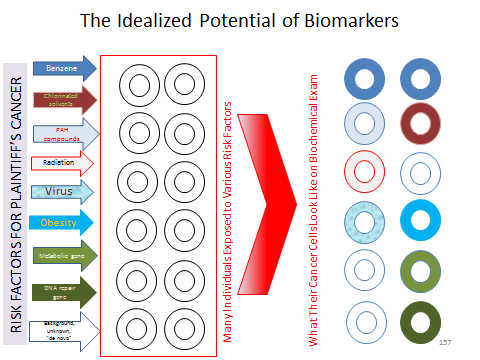 The Idealized Potential of Biomarkers
RISK FACTORS FOR PLAINTIFF'S CANCER
Benzene
Chlorinated
solvents
PAH
compounds
Radiation
Virus
Obesity
Metabolic gene
DNA repair
gene
Background,
unknown,
"de novo"
Many Individuals Exposed to Various Risk Factors
What Their Cancer Cells Look Like on Biochemical Exam
157